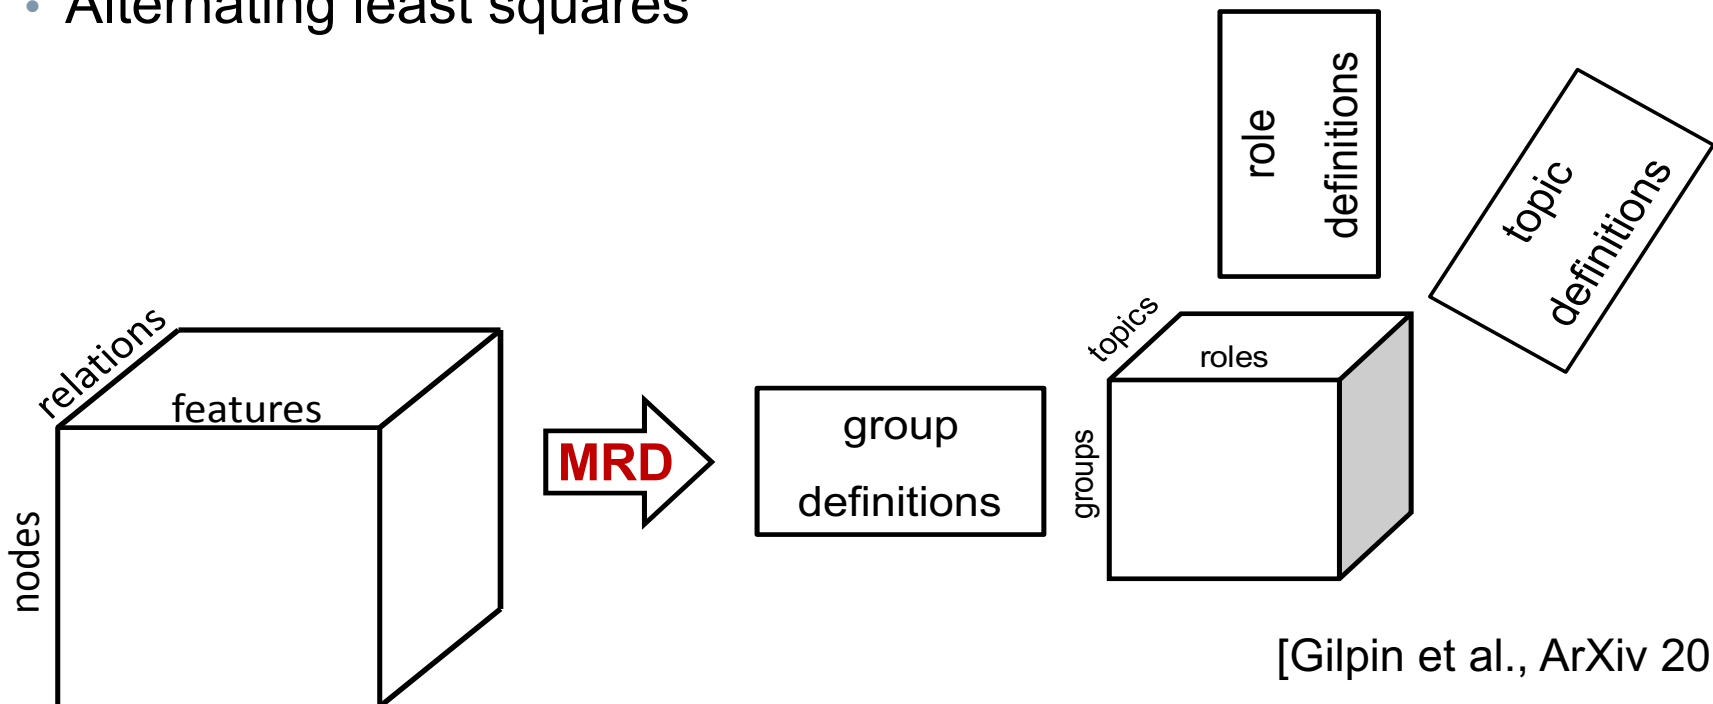 • Alternating least squares
role
definitions
topic
definitions
relations
features
nodes
MRD
group
definitions
topics
roles
groups
[Gilpin et al., ArXiv 20